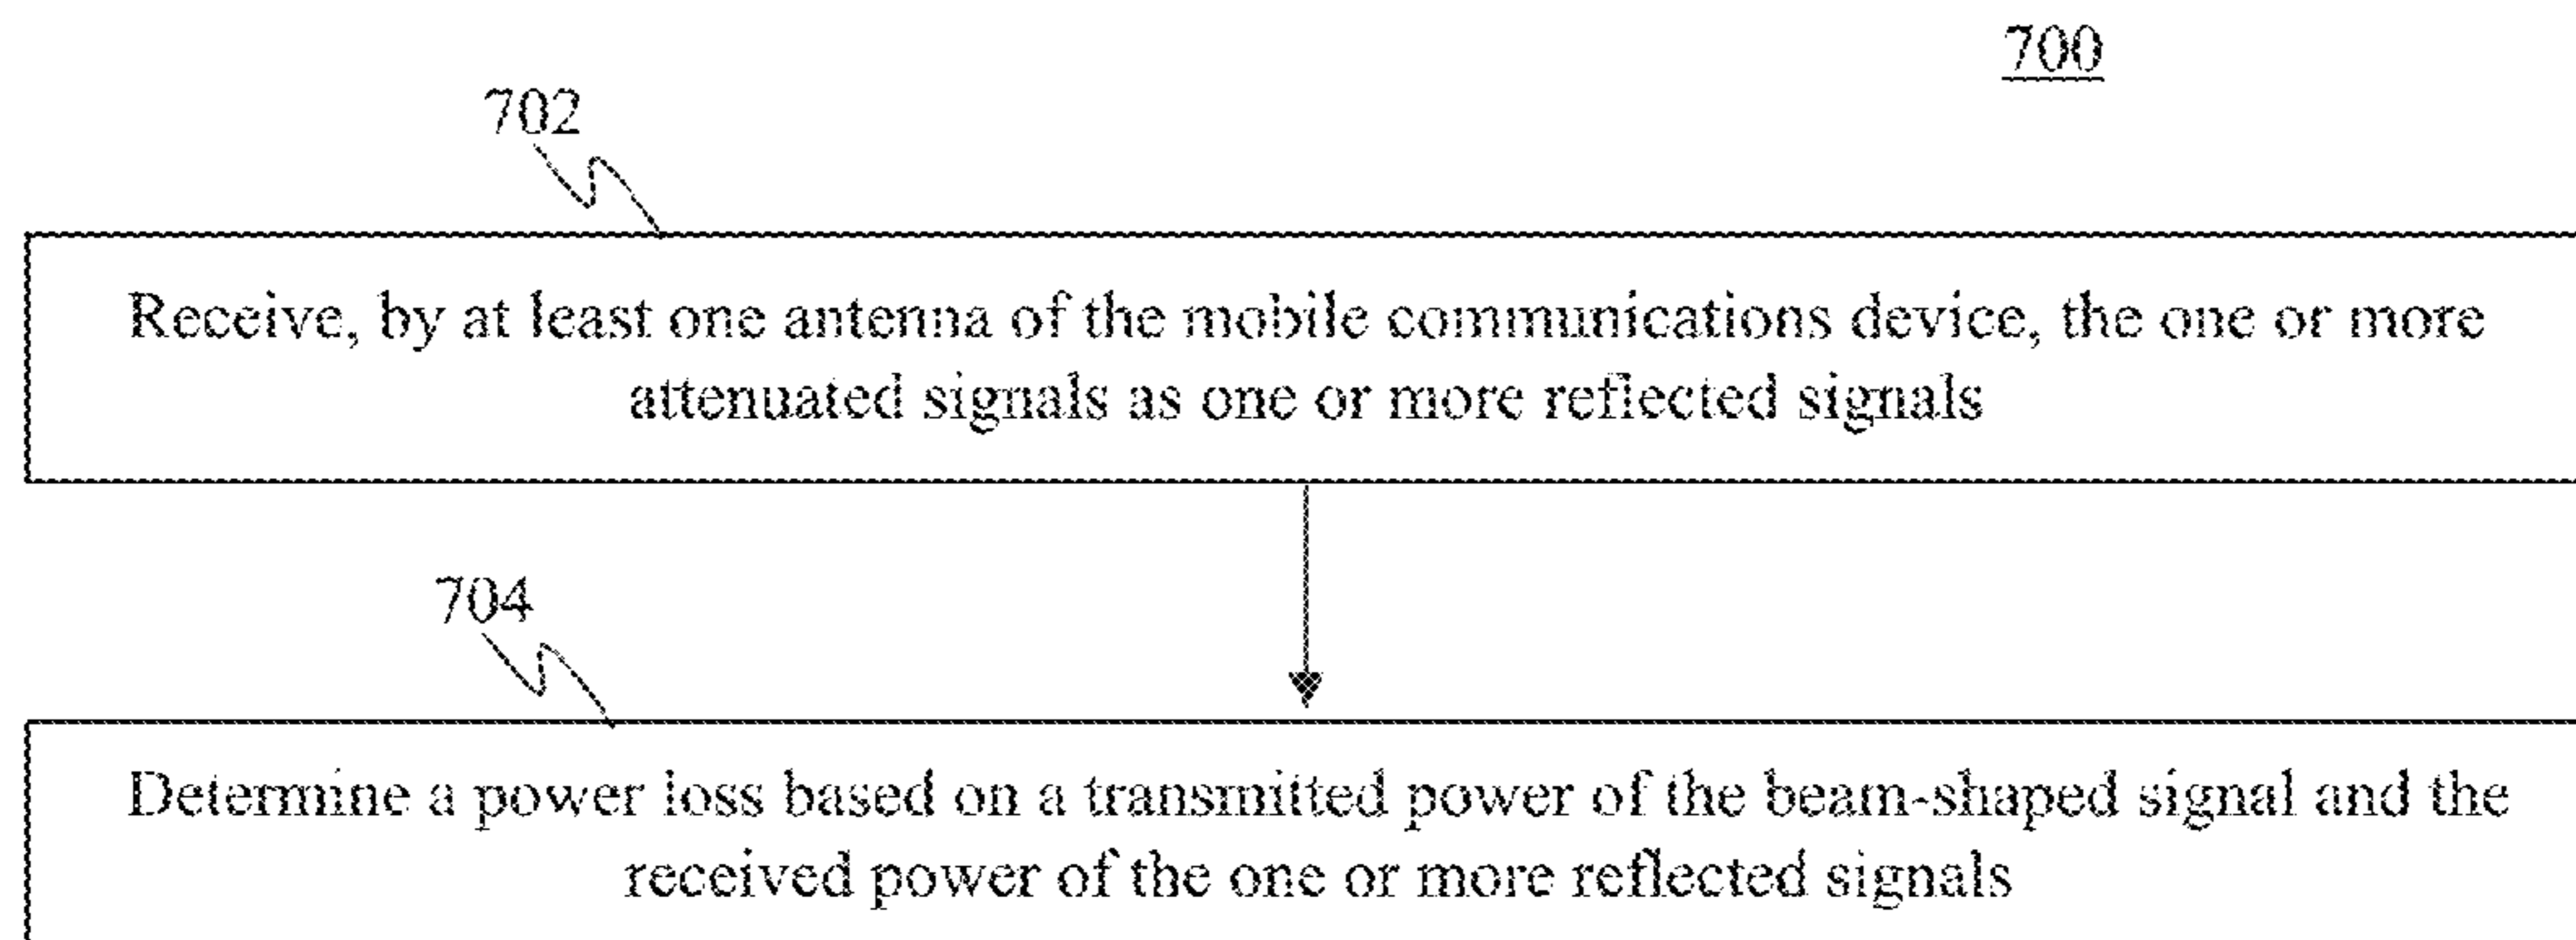 700
702
Receive, by at least one antenna of the mobile communications device, the one or more
attenuated signals as one or more reflected signals
704
Determine a power loss based on a transmitted power of the beam-shaped signal and the
received power of the one or more reflected signals